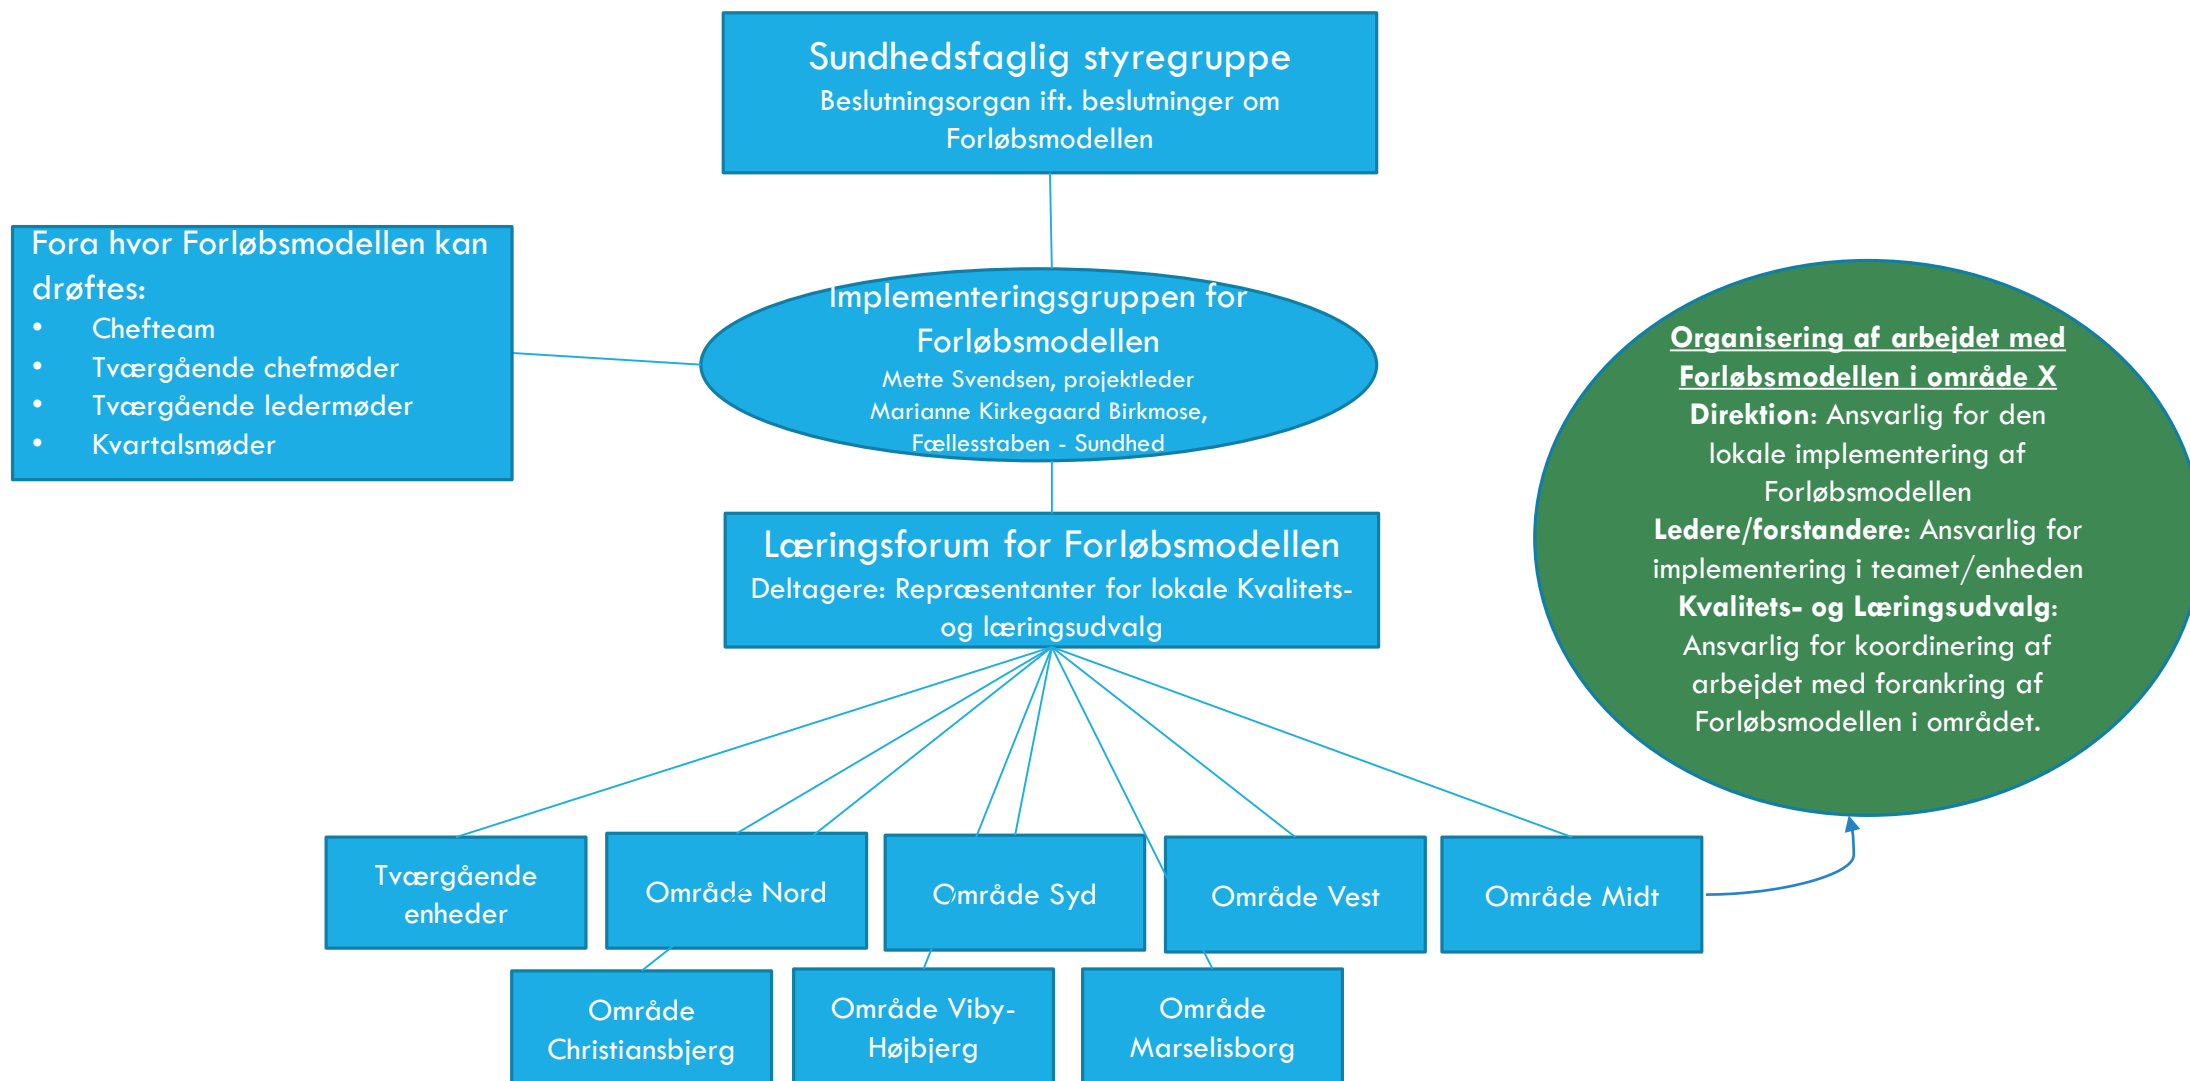 Sundhedsfaglig styregruppe
Beslutningsorgan ift. beslutninger om
Forløbsmodellen
Fora hvor Forløbsmodellen kan
drøftes:
• Chefteam
• Tværgående chefmøder
• Tværgående ledermøder
• Kvartalsmøder
Implementeringsgruppen for
Forløbsmodellen
Mette Svendsen, projektleder
Marianne Kirkegaard Birkmose,
Fællesstaben - Sundhed
Organisering af arbejdet med
Forløbsmodellen i område X
Direktion: Ansvarlig for den
lokale implementering af
Forløbsmodellen
Ledere/forstandere: Ansvarlig for
implementering i teamet/enheden
Kvalitets- og Læringsudvalg:
Ansvarlig for koordinering af
arbejdet med forankring af
Forløbsmodellen i området.
Læringsforum for Forløbsmodellen
Deltagere: Repræsentanter for lokale Kvalitets-
og læringsudvalg
Tværgående
enheder
Område Nord
Område Syd
Område Vest
Område Midt
Område
Christiansbjerg
Område Viby-
Højbjerg
Område
Marselisborg